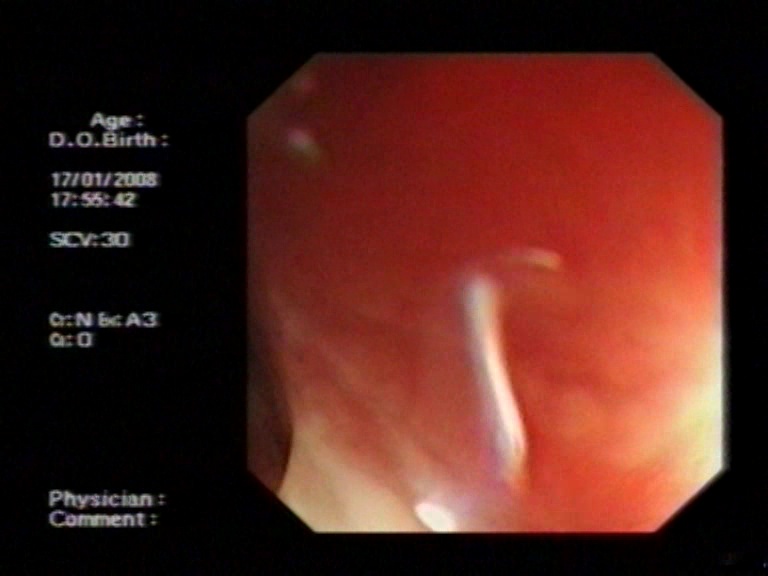 Age:
D.O.Birth:
17/01/2008
17:55:42
SCV:30
Physician:
Comment: